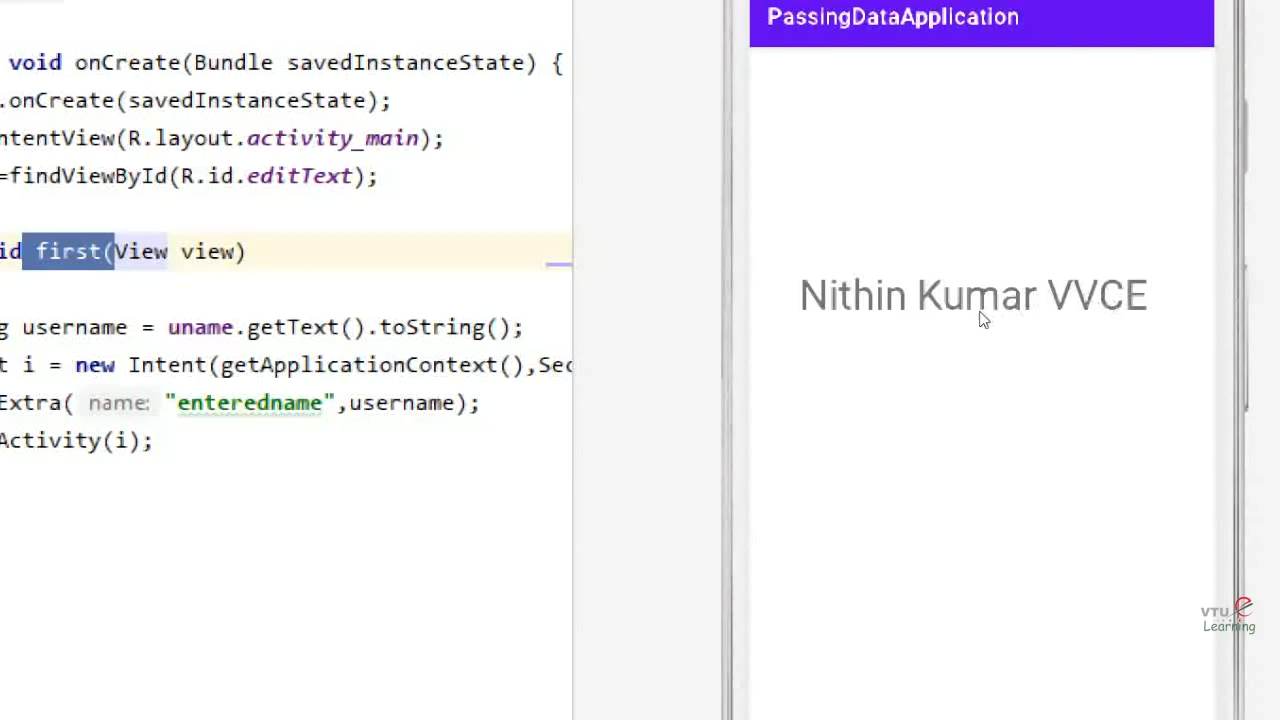 void onCreate(Bundle savedInstanceState) {
.onCreate(savedInstanceState);
ntentView(R.layout.activity_main);
=findViewById(R.id.editText);
id first(View view)
g username = uname.getText().toString();
t i = new Intent(getApplicationContext(),Sec
Extra( name: "enteredname",username);
Activity(i);
PassingDataApplication
Nithin Kumar VVCE
VTU e
Learning